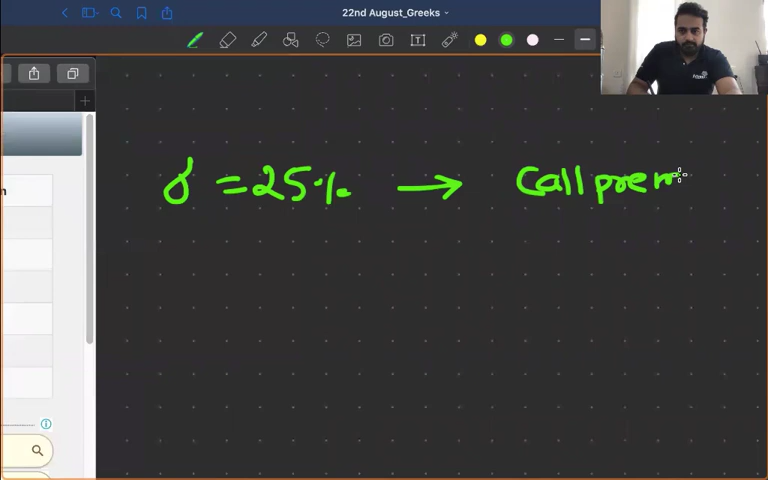 22nd August_Greeks
σ = 25% → Call prem